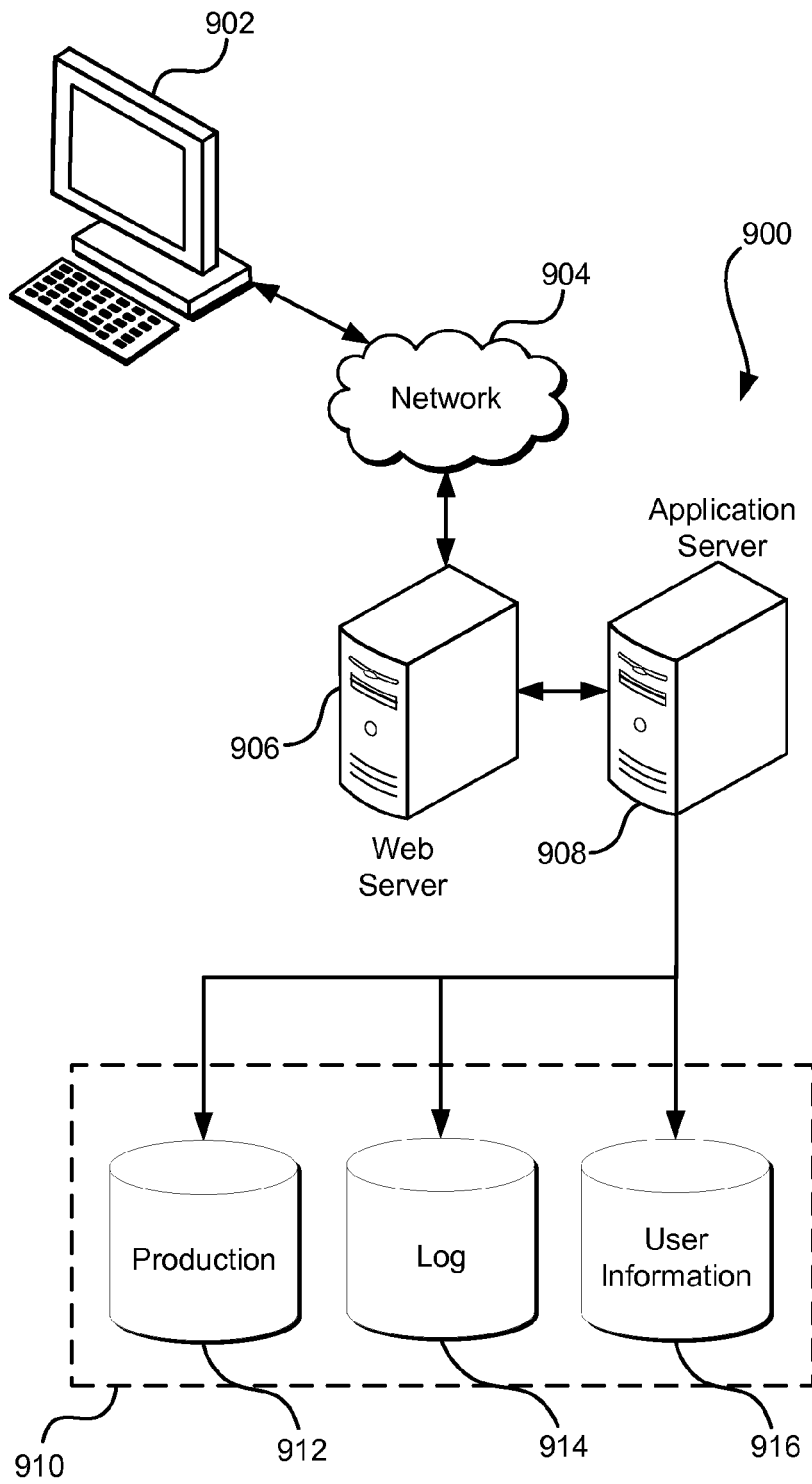 902
900
904
Network
Application
Server
906
Web
Server
908
Production
Log
User
Information
910
912
914
916